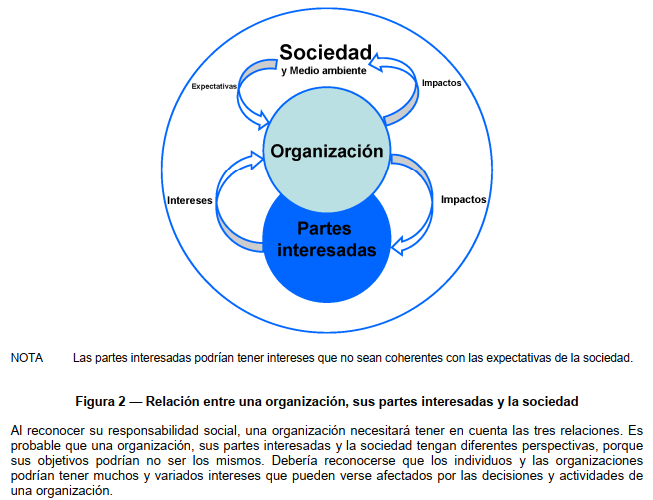 Sociedad
y Medio ambiente
Expectativas
Impactos
Organización
Intereses
Impactos
Partes
interesadas
NOTA Las partes interesadas podrían tener intereses que no sean coherentes con las expectativas de la sociedad.
Figura 2 — Relación entre una organización, sus partes interesadas y la sociedad
Al reconocer su responsabilidad social, una organización necesitará tener en cuenta las tres relaciones. Es
probable que una organización, sus partes interesadas y la sociedad tengan diferentes perspectivas, porque
sus objetivos podrían no ser los mismos. Debería reconocerse que los individuos y las organizaciones
podrían tener muchos y variados intereses que pueden verse afectados por las decisiones y actividades de
una organización.